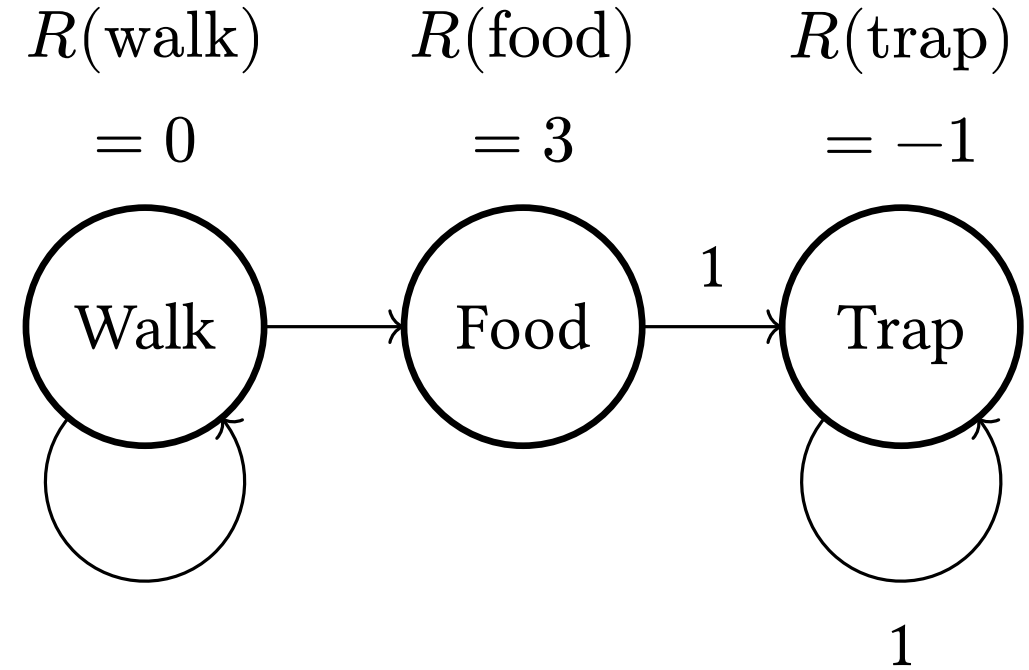 R(walk) R(food) R(trap)
= 0 = 3 = −1
1
Walk Food Trap
1